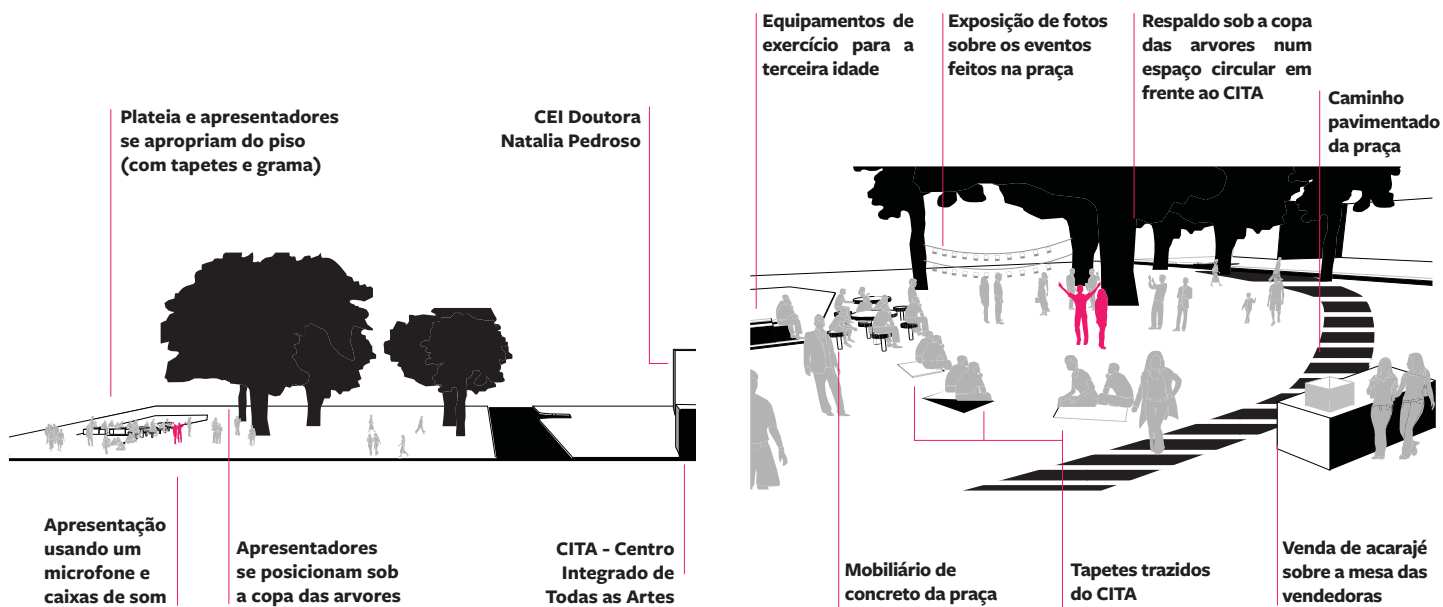 Plateia e apresentadores
se apropriam do piso
(com tapetes e grama)
CEI Doutora
Natalia Pedroso
Apresentação
usando um
microfone e
caixas de som
Apresentadores
se posicionam sob
a copa das arvores
CITA - Centro
Integrado de
Todas as Artes
Equipamentos de
exercício para a
terceira idade
Exposição de fotos
sobre os eventos
feitos na praça
Respaldo sob a copa
das arvores num
espaço circular em
frente ao CITA
Caminho
pavimentado
da praça
Mobiliário de
concreto da praça
Tapetes trazidos
do CITA
Venda de acarajé
sobre a mesa das
vendedoras